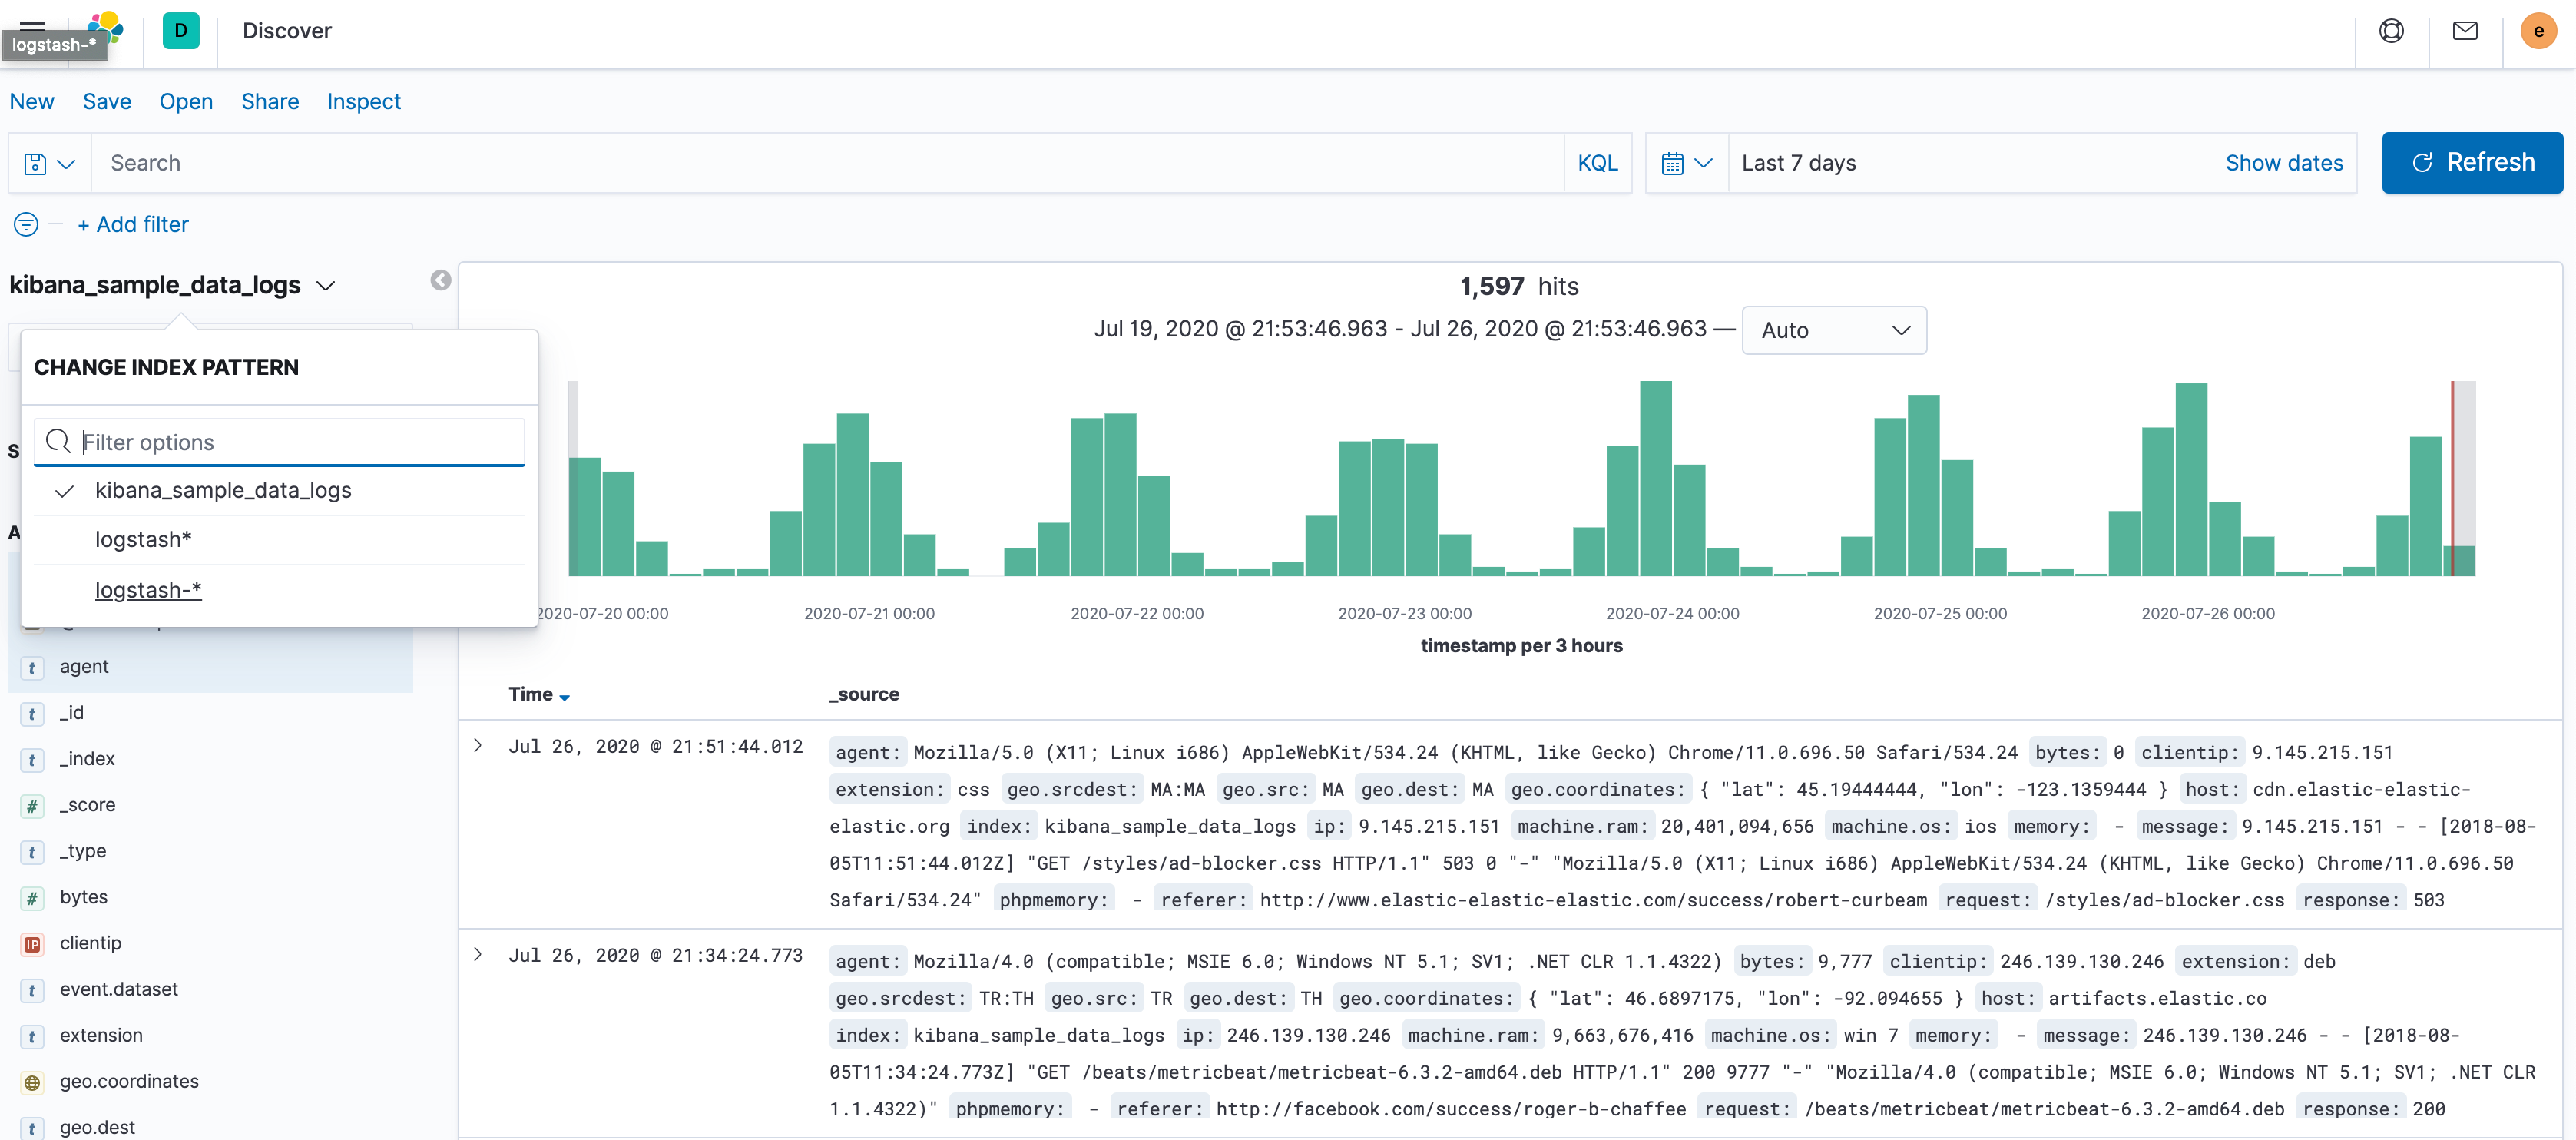 logstash-*
D
Discover
e
New Save Open Share Inspect
Search KQL Last 7 days Show dates Refresh
+ Add filter
kibana_sample_data_logs
CHANGE INDEX PATTERN
Filter options
kibana_sample_data_logs
logstash*
logstash-*
S
A
t agent
t _id
t _index
# _score
t _type
# bytes
IP clientip
t event.dataset
t extension
geo.coordinates
t geo.dest
1,597 hits
Jul 19, 2020 @ 21:53:46.963 - Jul 26, 2020 @ 21:53:46.963 — Auto
2020-07-20 00:00 2020-07-21 00:00 2020-07-22 00:00 2020-07-23 00:00 2020-07-24 00:00 2020-07-25 00:00 2020-07-26 00:00
timestamp per 3 hours
Time _source
Jul 26, 2020 @ 21:51:44.012 agent: Mozilla/5.0 (X11; Linux i686) AppleWebKit/534.24 (KHTML, like Gecko) Chrome/11.0.696.50 Safari/534.24 bytes: 0 clientip: 9.145.215.151
extension: css geo.srcdest: MA:MA geo.src: MA geo.dest: MA geo.coordinates: { "lat": 45.19444444, "lon": -123.1359444 } host: cdn.elastic-elastic-
elastic.org index: kibana_sample_data_logs ip: 9.145.215.151 machine.ram: 20,401,094,656 machine.os: ios memory: - message: 9.145.215.151 - - [2018-08-
05T11:51:44.012Z] "GET /styles/ad-blocker.css HTTP/1.1" 503 0 "-" "Mozilla/5.0 (X11; Linux i686) AppleWebKit/534.24 (KHTML, like Gecko) Chrome/11.0.696.50
Safari/534.24" phpmemory: - referer: http://www.elastic-elastic-elastic.com/success/robert-curbeam request: /styles/ad-blocker.css response: 503
Jul 26, 2020 @ 21:34:24.773 agent: Mozilla/4.0 (compatible; MSIE 6.0; Windows NT 5.1; SV1; .NET CLR 1.1.4322) bytes: 9,777 clientip: 246.139.130.246 extension: deb
geo.srcdest: TR:TH geo.src: TR geo.dest: TH geo.coordinates: { "lat": 46.6897175, "lon": -92.094655 } host: artifacts.elastic.co
index: kibana_sample_data_logs ip: 246.139.130.246 machine.ram: 9,663,676,416 machine.os: win 7 memory: - message: 246.139.130.246 - - [2018-08-
05T11:34:24.773Z] "GET /beats/metricbeat/metricbeat-6.3.2-amd64.deb HTTP/1.1" 200 9777 "-" "Mozilla/4.0 (compatible; MSIE 6.0; Windows NT 5.1; SV1; .NET CLR
1.1.4322)" phpmemory: - referer: http://facebook.com/success/roger-b-chaffee request: /beats/metricbeat/metricbeat-6.3.2-amd64.deb response: 200